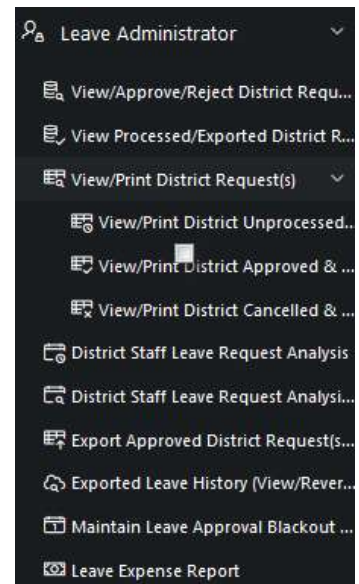 Leave Administrator
View/Approve/Reject District Requ...
View Processed/Exported District R...
View/Print District Request(s)
View/Print District Unprocessed...
View/Print District Approved & ...
View/Print District Cancelled & ...
District Staff Leave Request Analysis
District Staff Leave Request Analysi...
Export Approved District Request(s...
Exported Leave History (View/Rever...
Maintain Leave Approval Blackout ...
Leave Expense Report